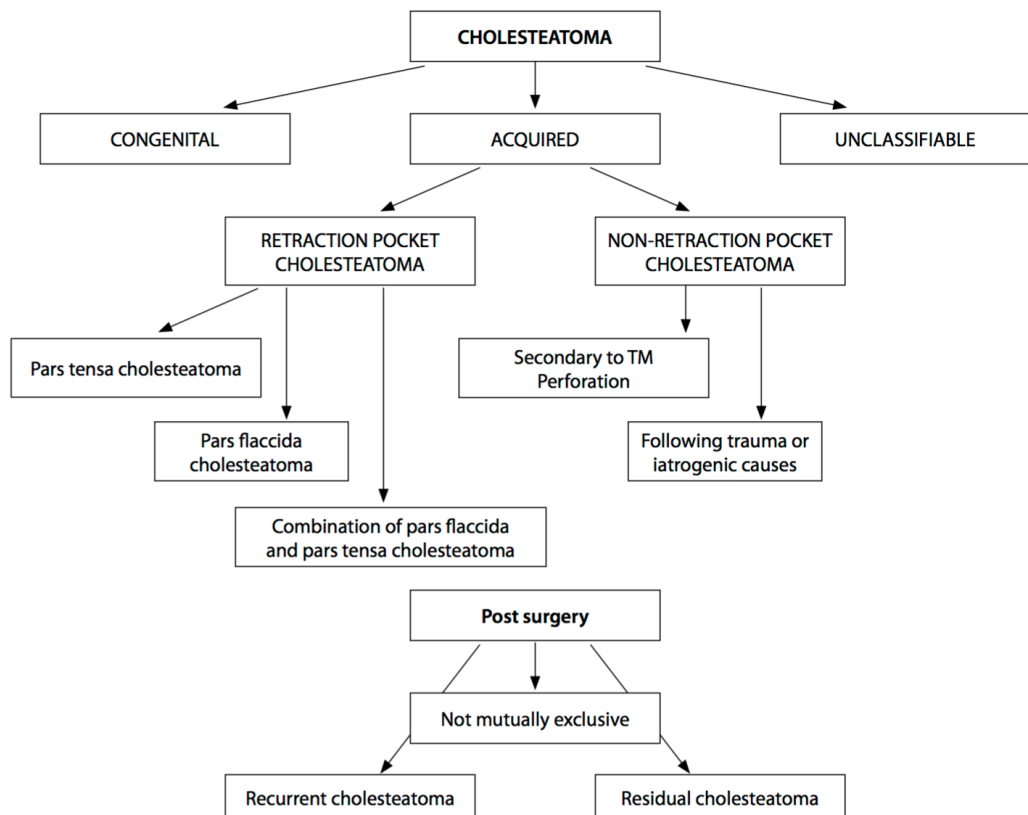 CHOLESTEATOMA
CONGENITAL
ACQUIRED
UNCLASSIFIABLE
RETRACTION POCKET
CHOLESTEATOMA
NON-RETRACTION POCKET
CHOLESTEATOMA
Pars tensa cholesteatoma
Secondary to TM
Perforation
Pars flaccida
cholesteatoma
Following trauma or
iatrogenic causes
Combination of pars flaccida
and pars tensa cholesteatoma
Post surgery
Not mutually exclusive
Recurrent cholesteatoma
Residual cholesteatoma